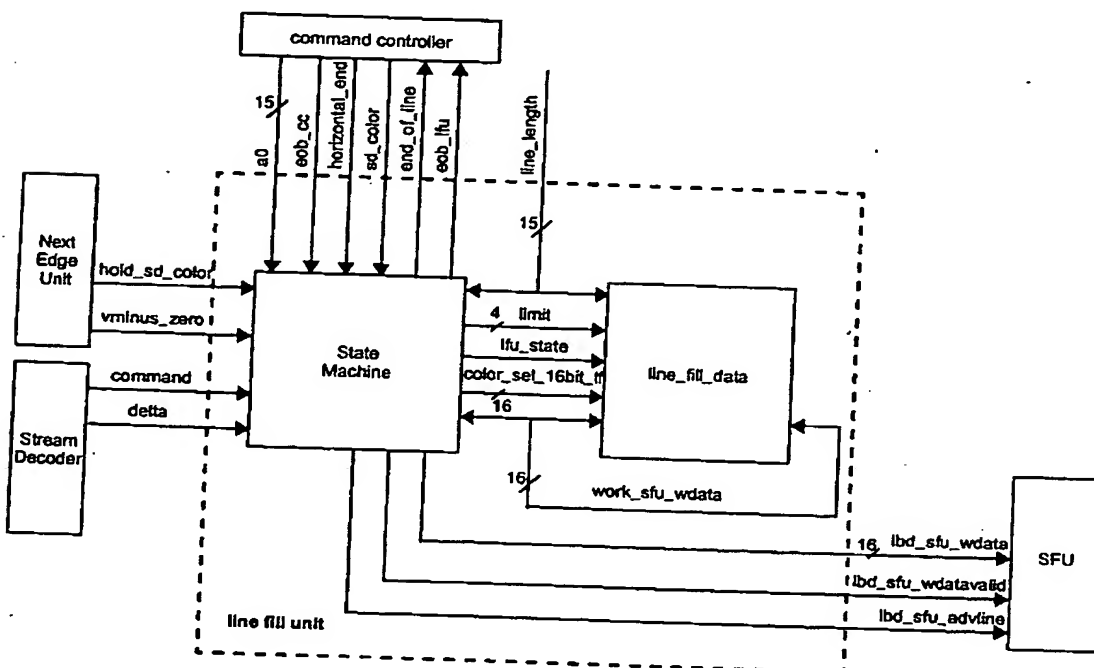 command controller
15
a0
eob_cc
horizontal_end
sd_color
end_of_line
eob_lfu
line_length
15
Next
Edge
Unit
hold_sd_color
vminus_zero
Stream
Decoder
command
delta
State
Machine
4
limit
lfu_state
color_sel_16bit_tf
16
line_fill_data
16
work_sfu_wdata
16
lbd_sfu_wdata
lbd_sfu_wdatavalid
lbd_sfu_advline
SFU
line fill unit